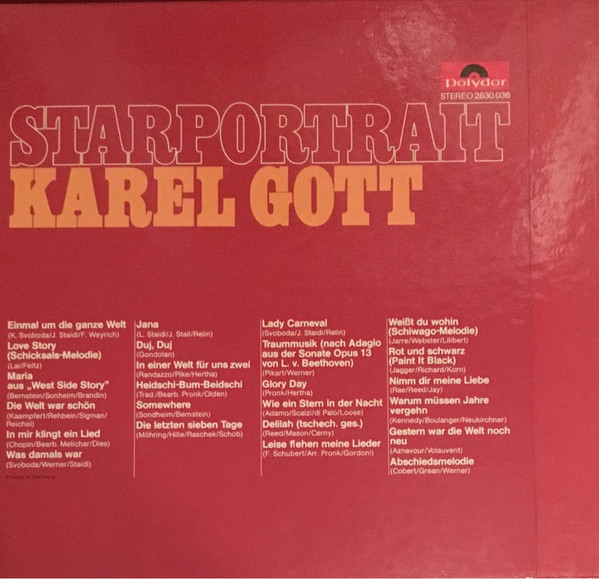 polydor
STEREO 2630 036
STARPORTRAIT
KAREL GOTT
Einmal um die ganze Welt
(K. Svoboda/J. Staidl/F. Weyrich)
Love Story
(Schicksals-Melodie)
(Lai/Feltz)
Maria
aus „West Side Story”
(Bernstein/Sonheim/Brandin)
Die Welt war schön
(Kaempfert/Rehbein/Sigman/
Reichel)
In mir klingt ein Lied
(Chopin/Bearb. Melichar/Dies)
Was damals war
(Svoboda/Werner/Staidl)
Printed in Germany
Jana
(L. Staidl/J. Stail/Relin)
Duj, Duj
(Gondolan)
In einer Welt für uns zwei
(Randazzo/Pike/Hertha)
Heidschi-Bum-Beidschi
(Trad./Bearb. Pronk/Olden)
Somewhere
(Sondheim/Bernstein)
Die letzten sieben Tage
(Möhring/Hille/Raschek/Schob)
Lady Carneval
(Svoboda/J. Staidl/Relin)
Traummusik (nach Adagio
aus der Sonate Opus 13
von L. v. Beethoven)
(Pikart/Werner)
Glory Day
(Pronk/Hertha)
Wie ein Stern in der Nacht
(Adamo/Scalzi/di Pato/Loose)
Delilah (tschech. ges.)
(Reed/Mason/Cerny)
Leise flehen meine Lieder
(F. Schubert/Arr. Pronk/Gordoni)
Weißt du wohin
(Schiwago-Melodie)
(Jarre/Webster/Lilibert)
Rot und schwarz
(Paint It Black)
(Jagger/Richard/Korn)
Nimm dir meine Liebe
(Rae/Reed/Jay)
Warum müssen Jahre
vergehn
(Kennedy/Boulanger/Neukirchner)
Gestern war die Welt noch
neu
(Aznavour/Volauvent)
Abschiedsmelodie
(Cobert/Grean/Werner)